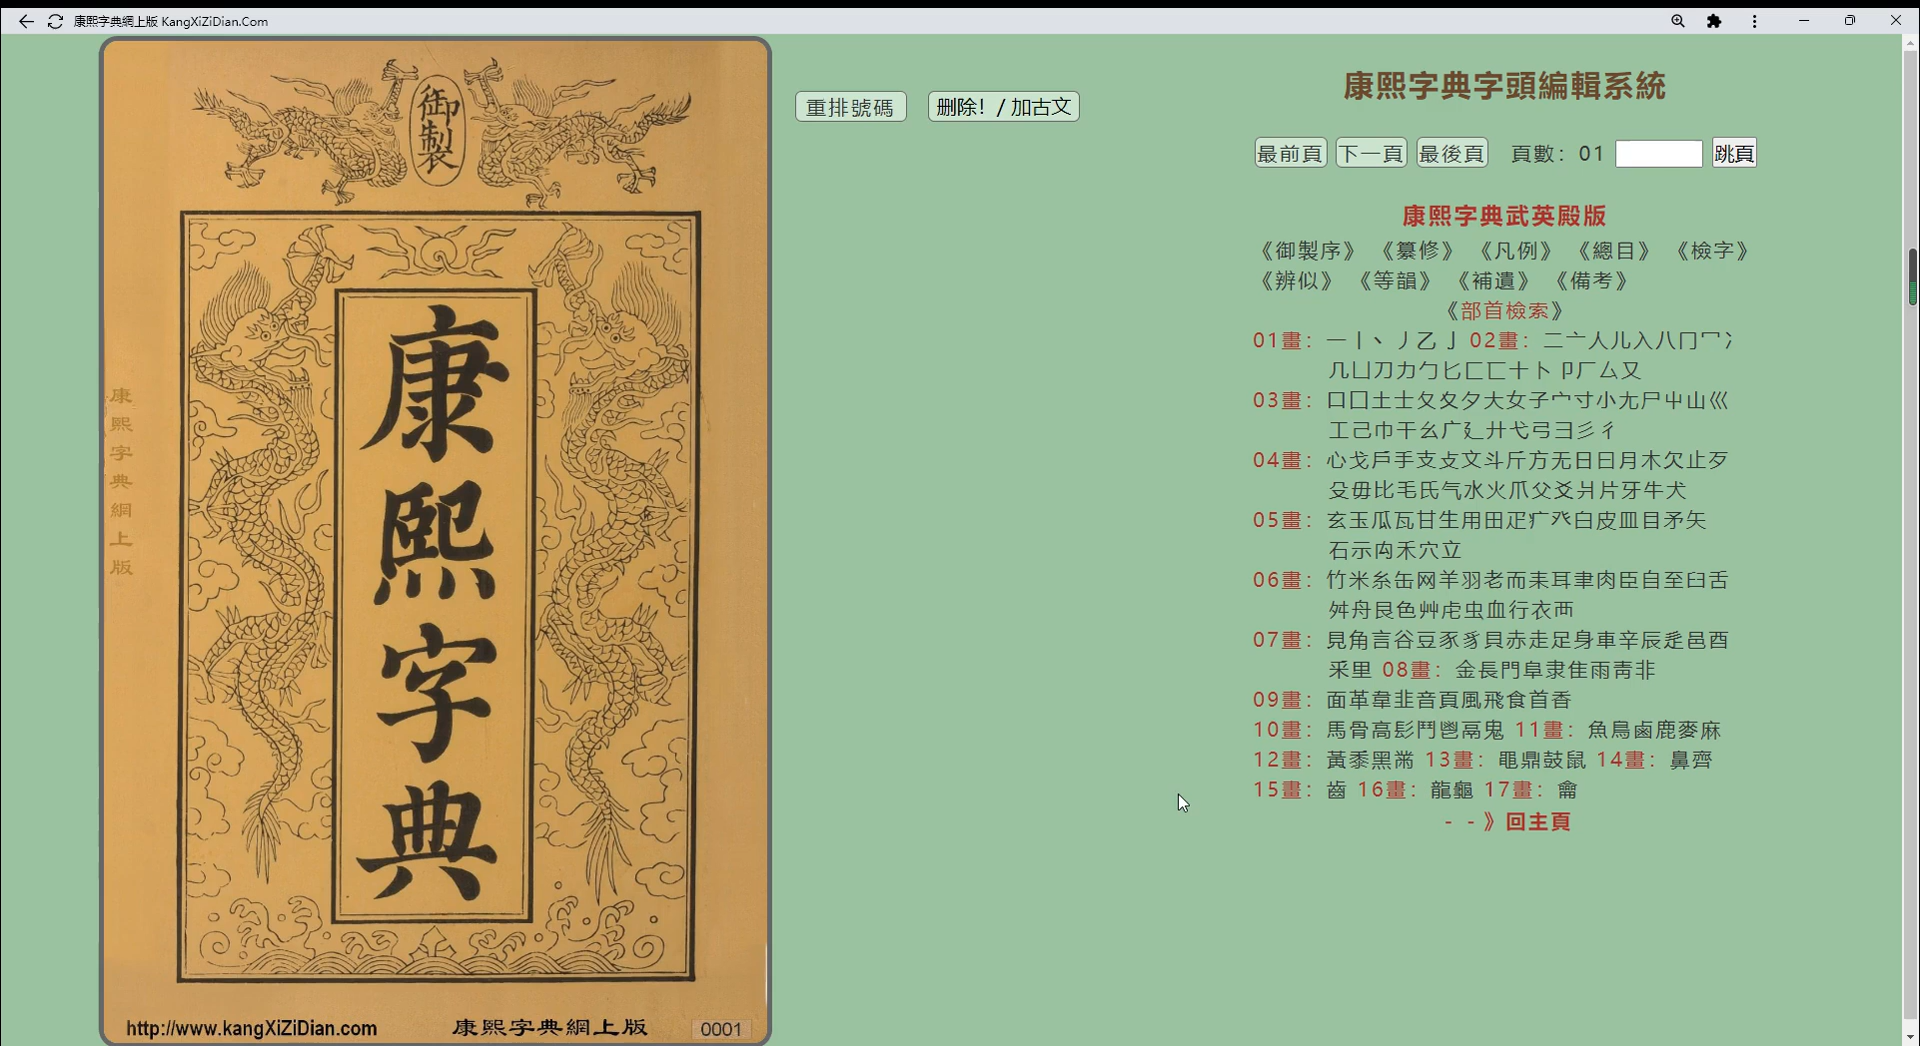 康熙字典網上版 KangXiZiDian.Com
御製
康熙字典
康熙字典網上版
http://www.kangXiZiDian.com 康熙字典網上版 0001
重排號碼 刪除! / 加古文
康熙字典字頭編輯系統
最前頁 下一頁 最後頁 頁數：01 跳頁
康熙字典武英殿版
《御製序》 《纂修》 《凡例》 《總目》 《檢字》
《辨似》 《等韻》 《補遺》 《備考》
《部首檢索》
01畫：一丨丶丿乙亅 02畫：二亠人儿入八冂冖冫
几凵刀力勹匕匚匸十卜卩厂厶又
03畫：口囗土士夂夊夕大女子宀寸小尢尸屮山巛
工己巾干幺广廴廾弋弓彐彡彳
04畫：心戈戶手支攴文斗斤方无日曰月木欠止歹
殳毋比毛氏气水火爪父爻爿片牙牛犬
05畫：玄玉瓜瓦甘生用田疋疒癶白皮皿目矛矢
石示禸禾穴立
06畫：竹米糸缶网羊羽老而耒耳聿肉臣自至臼舌
舛舟艮色艸虍虫血行衣襾
07畫：見角言谷豆豕豸貝赤走足身車辛辰辵邑酉
釆里 08畫：金長門阜隶隹雨靑非
09畫：面革韋韭音頁風飛食首香
10畫：馬骨高髟鬥鬯鬲鬼 11畫：魚鳥鹵鹿麥麻
12畫：黃黍黑黹 13畫：黽鼎鼓鼠 14畫：鼻齊
15畫：齒 16畫：龍龜 17畫：龠
- - 》回主頁